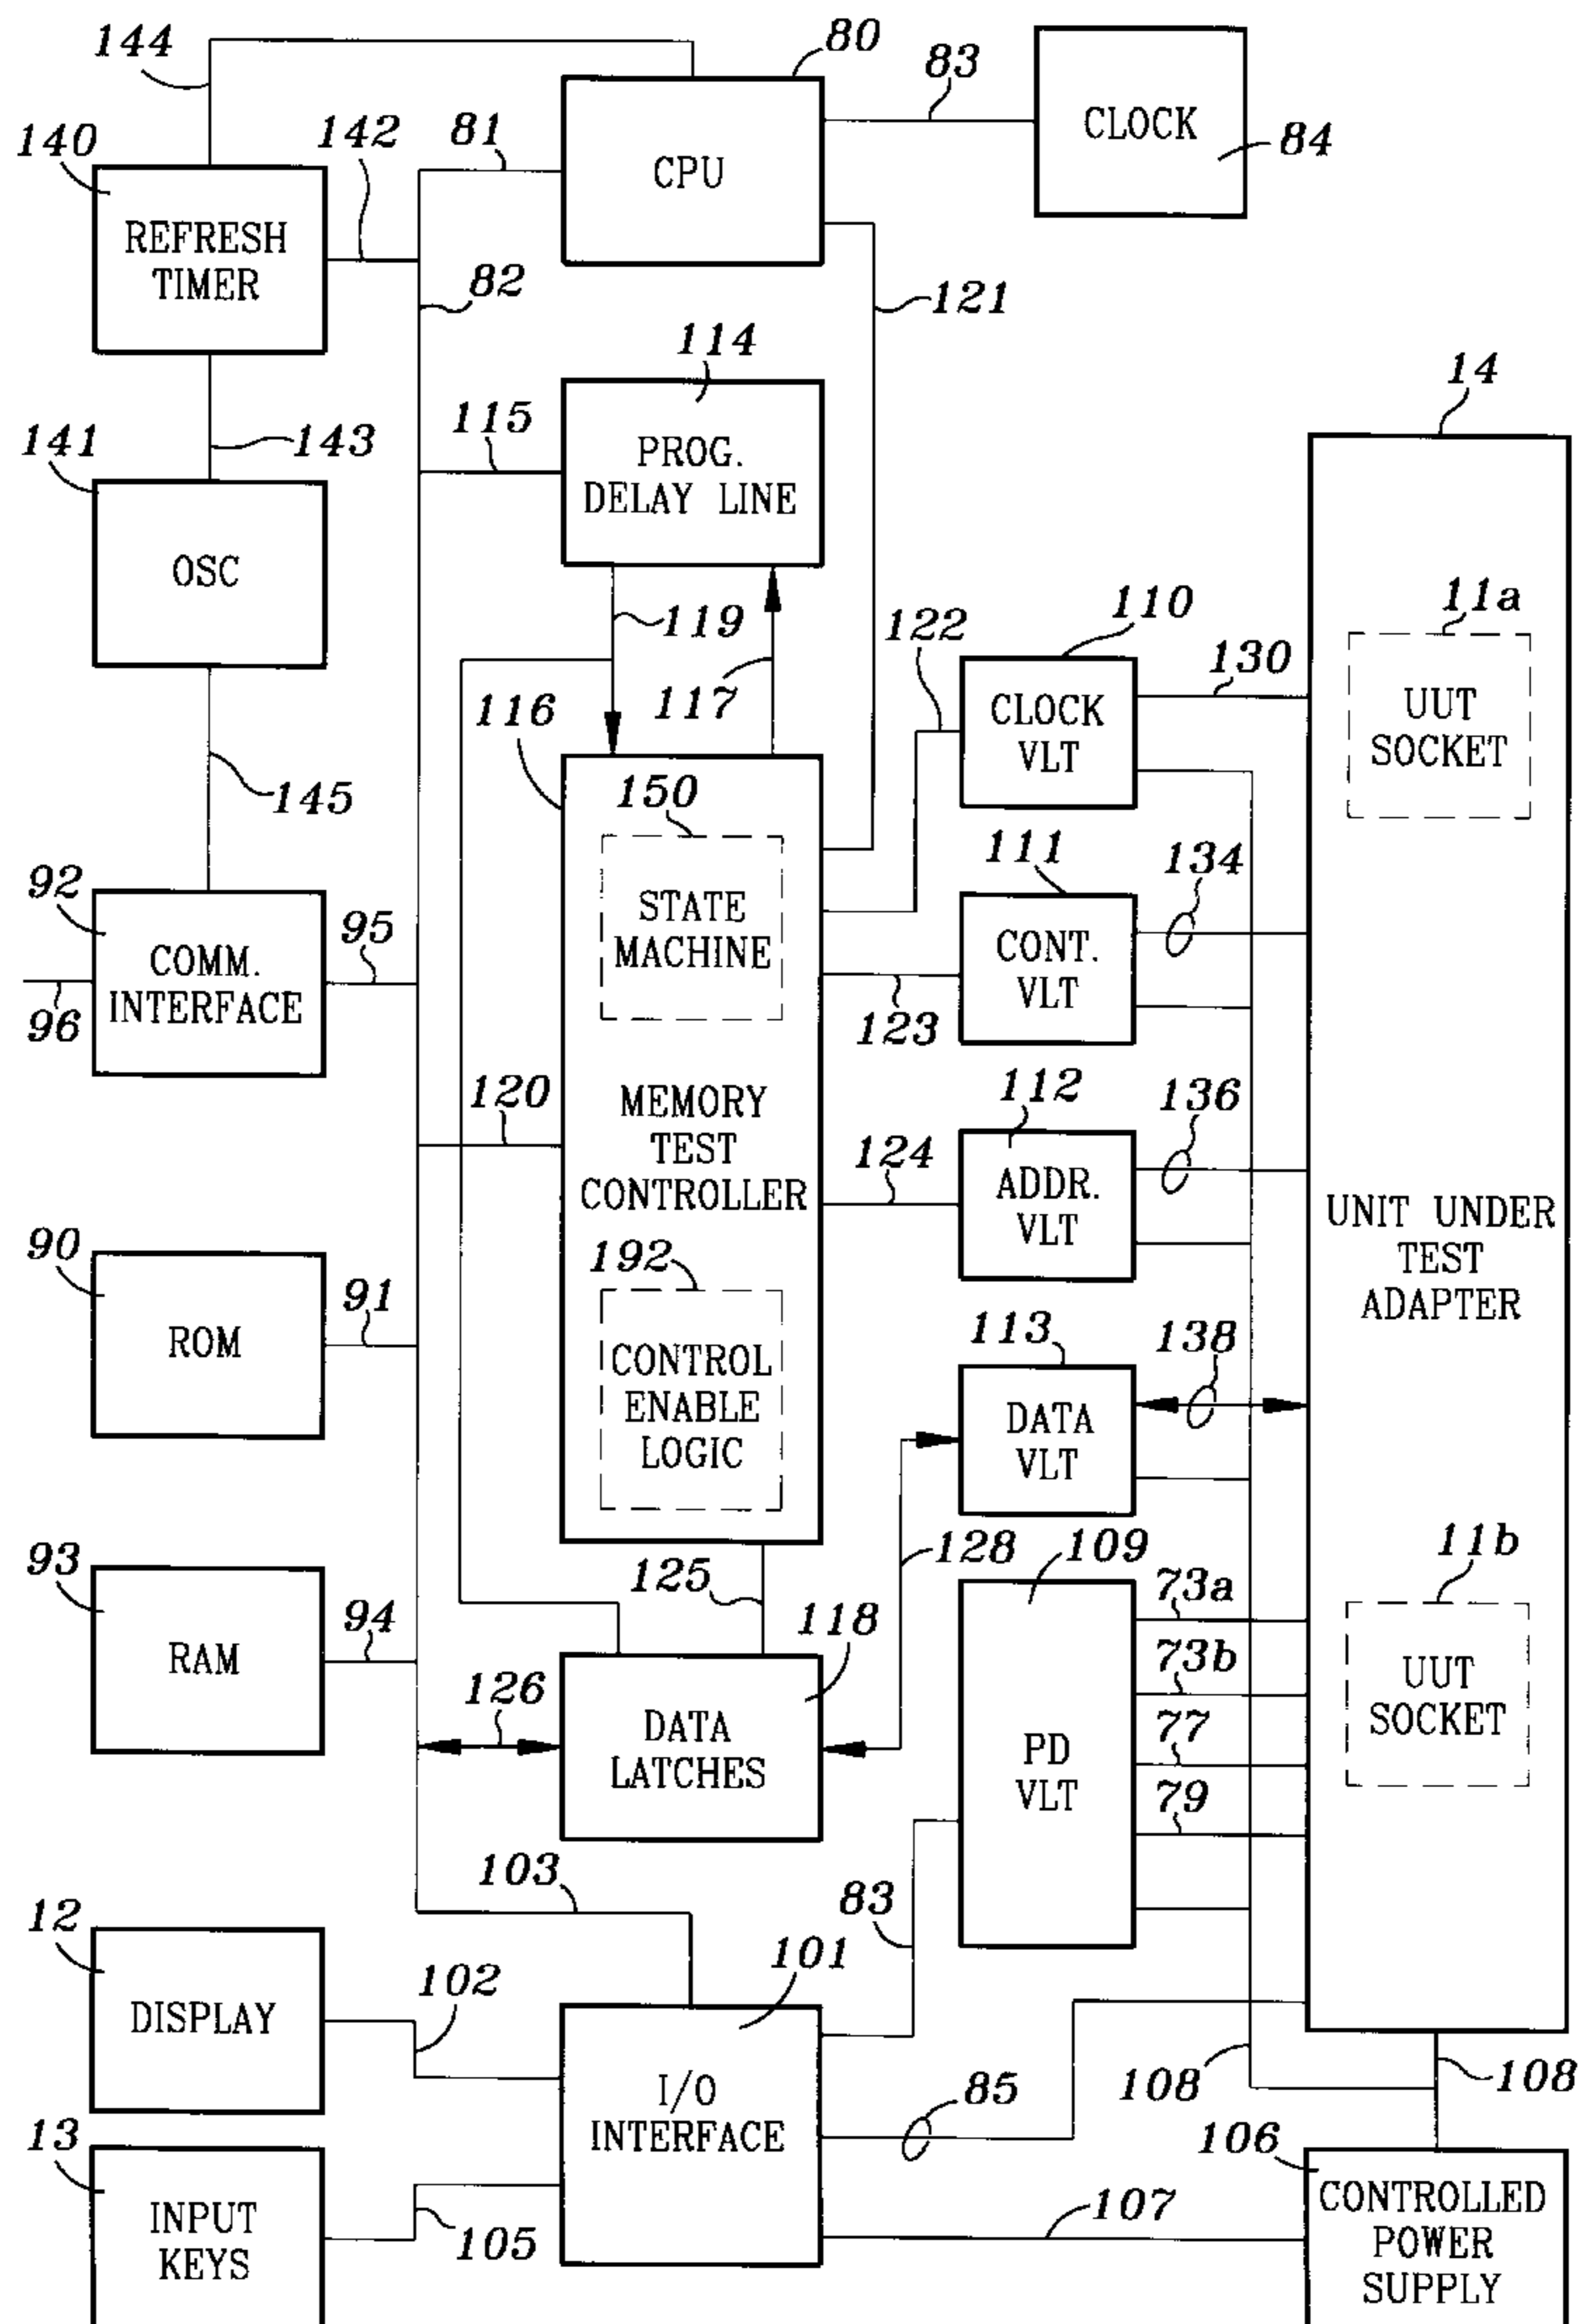 144
80
83
CLOCK
84
140
142
81
CPU
REFRESH
TIMER
82
121
114
14
141
143
115
PROG.
DELAY LINE
OSC
119
117
122
110
130
11a
UUT
SOCKET
116
CLOCK
VLT
145
150
STATE
MACHINE
111
134
92
COMM.
INTERFACE
95
96
CONT.
VLT
123
120
MEMORY
TEST
CONTROLLER
112
136
124
ADDR.
VLT
UNIT UNDER
TEST
ADAPTER
90
ROM
91
192
CONTROL
ENABLE
LOGIC
113
138
DATA
VLT
93
RAM
94
125
128
109
73a
11b
118
73b
UUT
SOCKET
126
DATA
LATCHES
PD
VLT
77
79
103
83
12
DISPLAY
102
101
I/O
INTERFACE
85
108
108
13
INPUT
KEYS
105
107
106
CONTROLLED
POWER
SUPPLY